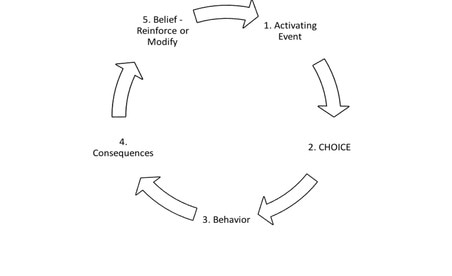 1. Activating
Event
2. CHOICE
3. Behavior
4.
Consequences
5. Belief -
Reinforce or
Modify